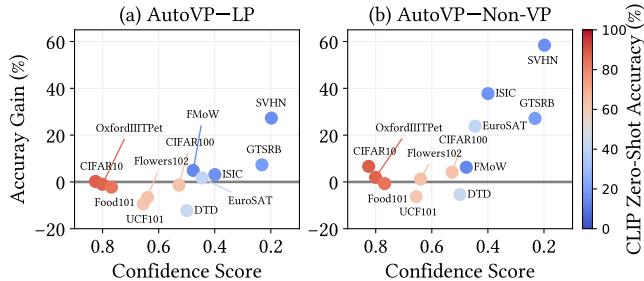 (a) AutoVP−LP
(b) AutoVP−Non-VP
Accuray Gain (%)
60
40
20
0
−20
0.8
0.6
0.4
0.2
Confidence Score
SVHN
FMoW
OxfordIIITPet
CIFAR100
CIFAR10
Flowers102
GTSRB
ISIC
Food101
EuroSAT
DTD
UCF101
60
40
20
0
−20
0.8
0.6
0.4
0.2
Confidence Score
SVHN
ISIC
GTSRB
OxfordIIITPet
EuroSAT
CIFAR100
CIFAR10
Flowers102
FMoW
Food101
DTD
UCF101
100
80
60
40
20
0
CLIP Zero-Shot Accuracy (%)